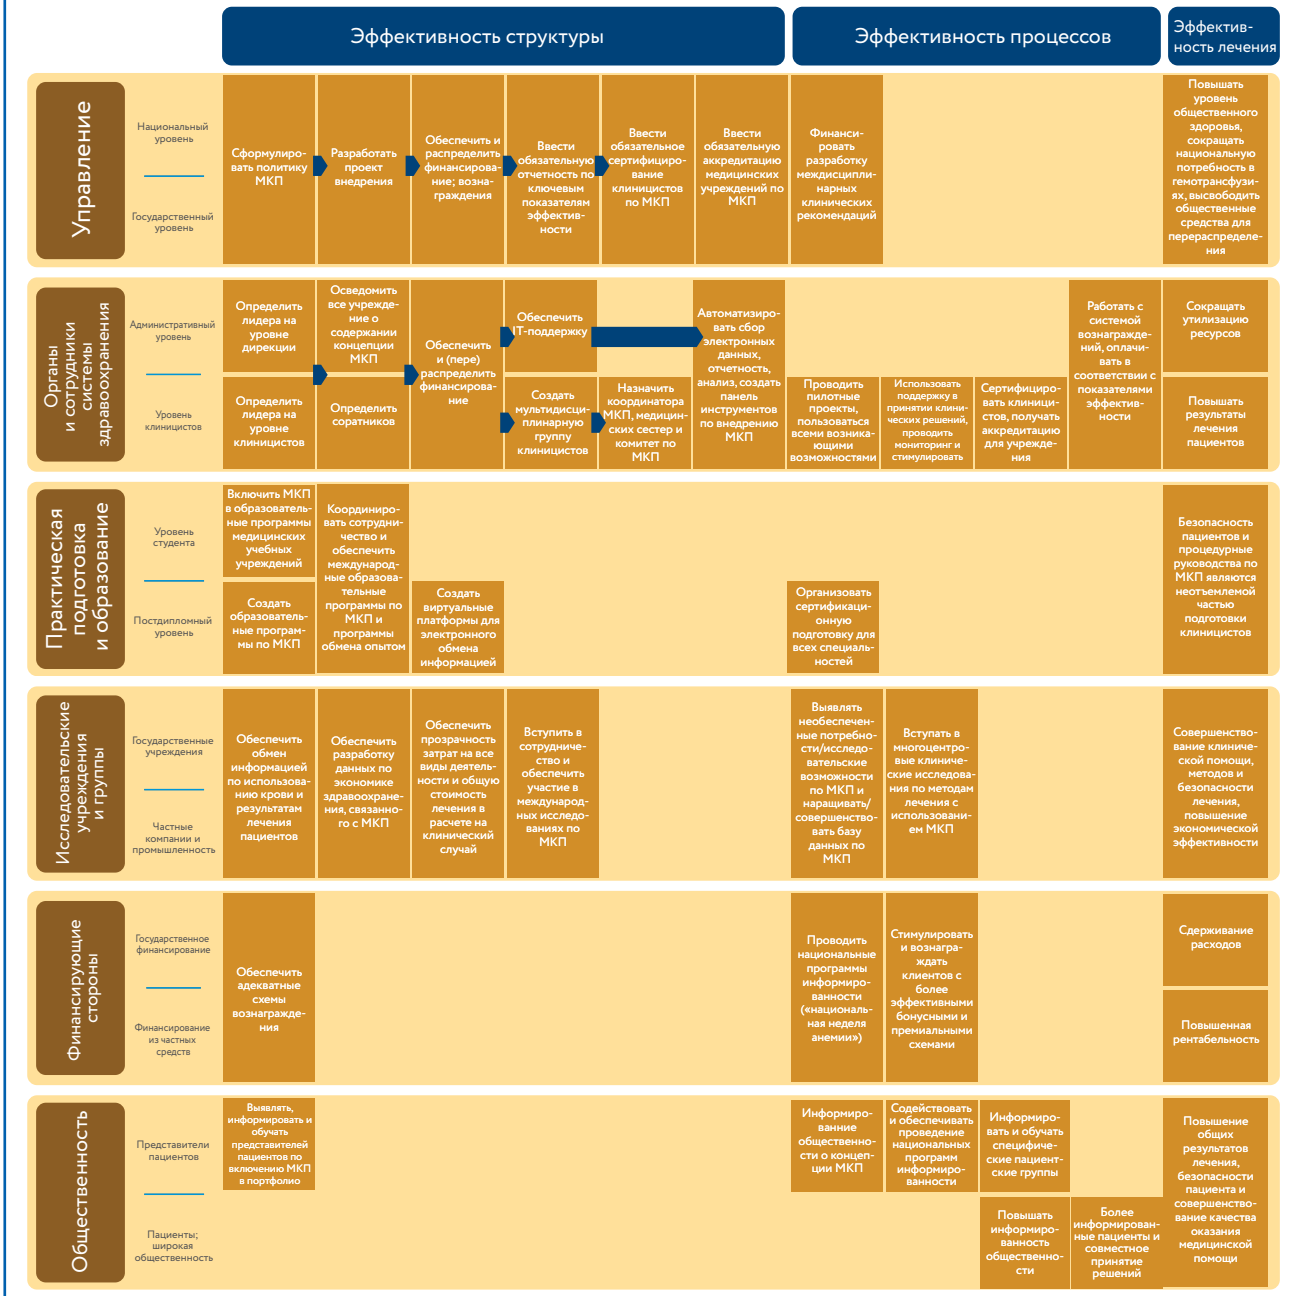 Эффективность структуры
Эффективность процессов
Эффектив-
ность лечения
Управление
Национальный
уровень
Государственный
уровень
Сформулиро-
вать политику
МКП
Разработать
проект
внедрения
Обеспечить и
распределить
финансирова-
ние; возна-
граждения
Ввести
обязательную
отчетность по
ключевым
показателям
эффектив-
ности
Ввести
обязательное
сертифициро-
вание
клиницистов
по МКП
Ввести
обязательную
аккредитацию
медицинских
учреждений по
МКП
Финанси-
ровать
разработку
междисципли-
нарных
клинических
рекомендаций
Повышать
уровень
общественного
здоровья,
сокращать
национальную
потребность в
гемотрансфузи-
ях, высвободить
общественные
средства для
перераспределе-
ния
Органы
и сотрудники
системы
здравоохранения
Административный
уровень
Уровень
клиницистов
Определить
лидера на
уровне
дирекции
Определить
лидера на
уровне
клиницистов
Осведомить
все учрежде-
ние о
содержании
концепции
МКП
Определить
соратников
Обеспечить
и (пере)
распределить
финансирова-
ние
Обеспечить
IT-поддержку
Создать
мультидисци-
плинарную
группу
клиницистов
Назначить
координатора
МКП, медицин-
ских сестер и
комитет по
МКП
Автоматизиро-
вать сбор
электронных
данных,
отчетность,
анализ, создать
панель
инструментов
по внедрению
МКП
Проводить
пилотные
проекты,
пользоваться
всеми возникаю-
ющими
возможностями
Использовать
поддержку в
принятии клини-
ческих решений,
проводить
мониторинг и
стимулировать
Сертифициро-
вать клиници-
стов, получать
аккредитацию
для учрежде-
ния
Работать с
системой
вознагражде-
ний, оплачи-
вать в
соответствии с
показателями
эффектив-
ности
Сокращать
утилизацию
ресурсов
Повышать
результаты
лечения
пациентов
Практическая
подготовка
и образование
Уровень
студента
Постдипломный
уровень
Включить МКП
в образователь-
ные программы
медицинских
учебных
учреждений
Создать
образователь-
ные програм-
мы по МКП
Координиро-
вать сотрудни-
чество и
обеспечить
международ-
ные образова-
тельные
программы по
МКП и
программы
обмена опытом
Создать
виртуальные
платформы для
электронного
обмена
информацией
Организовать
сертификаци-
онную
подготовку для
всех специаль-
ностей
Безопасность
пациентов и
процедурные
руководства по
МКП являются
неотъемлемой
частью
подготовки
клиницистов
Исследовательские
учреждения
и группы
Государственные
учреждения
Частные
компании и
промышленность
Обеспечить
обмен
информацией
по использова-
нию крови и
результатам
лечения
пациентов
Обеспечить
разработку
данных по
экономике
здравоохране-
ния, связанно-
го с МКП
Обеспечить
прозрачность
затрат на все
виды деятель-
ности и общую
стоимость
лечения в
расчете на
клинический
случай
Вступить в
сотрудниче-
ство и
обеспечить
участие в
международ-
ных исследо-
ваниях по
МКП
Выявлять
необеспечен-
ные потребно-
сти/исследо-
вательские
возможности
по МКП и
наращивать/
совершенство-
вать базу
данных по
МКП
Вступать в
многоцентро-
вые клиниче-
ские исследова-
ния по методам
лечения с
использовани-
ем МКП
Совершенство-
вание клиниче-
ской помощи,
методов и
безопасности
лечения,
повышение
экономической
эффективности
Финансирующие
стороны
Государственное
финансирование
Финансирование
из частных
средств
Обеспечить
адекватные
схемы
вознагражде-
ния
Проводить
национальные
программы
информиро-
ванности
(«националь-
ная неделя
анемии»)
Стимулировать
и вознагра-
ждать
клиентов с
более
эффективными
бонусными и
премиальными
схемами
Сдерживание
расходов
Повышенная
рентабельность
Общественность
Представители
пациентов
Пациенты;
широкая
общественность
Выявлять,
информировать и
обучать
представителей
пациентов по
включению МКП
в портфолио
Информиро-
ванние
общественно-
сти о концеп-
ции МКП
Содействовать
и обеспечивать
проведение
национальных
программ
информиро-
ванности
Информиро-
вать и обучать
специфиче-
ские пациент-
ские группы
Повышать
информиро-
ванность
общественно-
сти
Более
информирован-
ные пациенты и
совместное
принятие
решений
Повышение
общих
результатов
лечения,
безопасности
пациента и
совершенство-
вание качества
оказания
медицинской
помощи